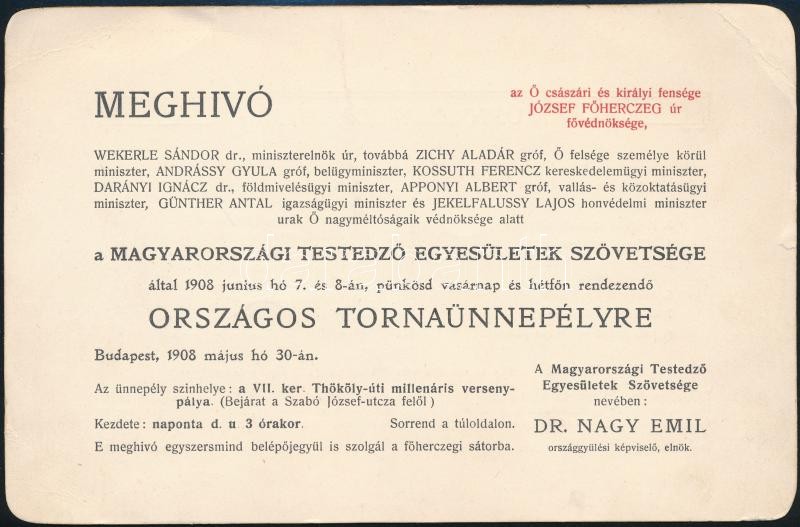 MEGHIVÓ
az Ő császári és királyi fensége
JÓZSEF FŐHERCZEG úr
fővédnöksége,
WEKERLE SÁNDOR dr., miniszterelnök úr, továbbá ZICHY ALADÁR gróf, Ő felsége személye körül
miniszter, ANDRÁSSY GYULA gróf, belügyminiszter, KOSSUTH FERENCZ kereskedelemügyi miniszter,
DARÁNYI IGNÁCZ dr., földmivelésügyi miniszter, APPONYI ALBERT gróf, vallás- és közoktatásügyi
miniszter, GÜNTHER ANTAL igazságügyi miniszter és JEKELFALUSSY LAJOS honvédelmi miniszter
urak Ő nagyméltóságaik védnöksége alatt
a MAGYARORSZÁGI TESTEDZŐ EGYESÜLETEK SZÖVETSÉGE
által 1908 junius hó 7. és 8-án, pünkösd vasárnap és hétfőn rendezendő
ORSZÁGOS TORNAÜNNEPÉLYRE
Budapest, 1908 május hó 30-án.
Az ünnepély szinhelye: a VII. ker. Thököly-úti millenáris verseny-
pálya. (Bejárat a Szabó József-utcza felől)
Kezdete: naponta d. u 3 órakor. Sorrend a túloldalon.
E meghivó egyszersmind belépőjegyül is szolgál a főherczegi sátorba.
A Magyarországi Testedző
Egyesületek Szövetsége
nevében:
DR. NAGY EMIL
országgyülési képviselő, elnök.